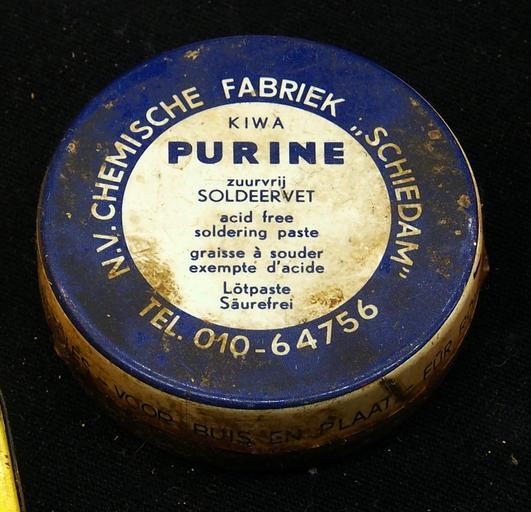 N.V. CHEMISCHE FABRIEK „SCHIEDAM”
KIWA
PURINE
zuurvrij
SOLDEERVET
acid free
soldering paste
graisse à souder
exempte d'acide
Lötpaste
Säurefrei
TEL. 010-64756
- VOOR BUIS EN PLAAT - FÜR